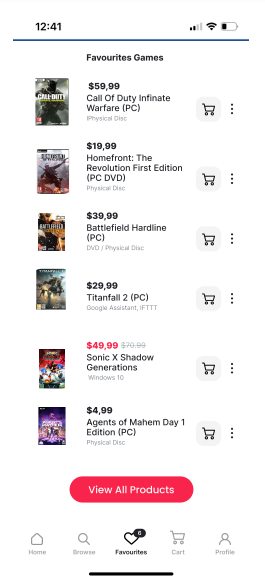 12:41
Favourites Games
$59,99
Call Of Duty Infinate
Warfare (PC)
IPhysical Disc
$19,99
Homefront: The
Revolution First Edition
(PC DVD)
Physical Disc
$39,99
Battlefield Hardline
(PC)
DVD / Physical Disc
$29,99
Titanfall 2 (PC)
Google Assistant, IFTTT
$49,99 $70,99
Sonic X Shadow
Generations
Windows 10
$4,99
Agents of Mahem Day 1
Edition (PC)
Physical Disc
View All Products
Home Browse Favourites Cart Profile